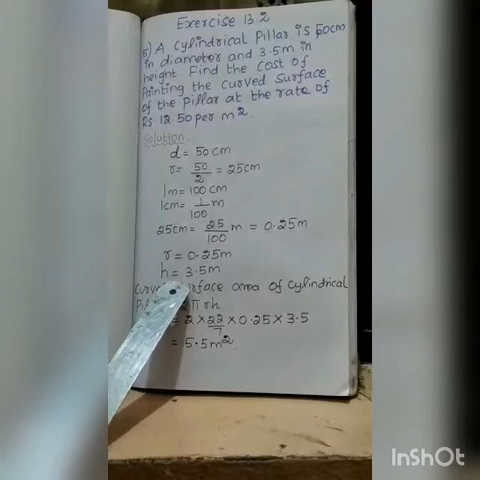 Exercise 13.2
5) A cylindrical Pillar is 50cm
in diameter and 3.5m in
height. Find the cost of
Painting the curved surface
of the pillar at the rate of
Rs 12.50 per m²
Solution
d = 50 cm
r = 50/2 = 25cm
1m = 100 cm
1cm = 1/100 m
25cm = 25/100 m = 0.25m
r = 0.25m
h = 3.5m
surface area of cylindrical
2πrh
= 2 × 22/7 × 0.25 × 3.5
= 5.5m²
InShOt